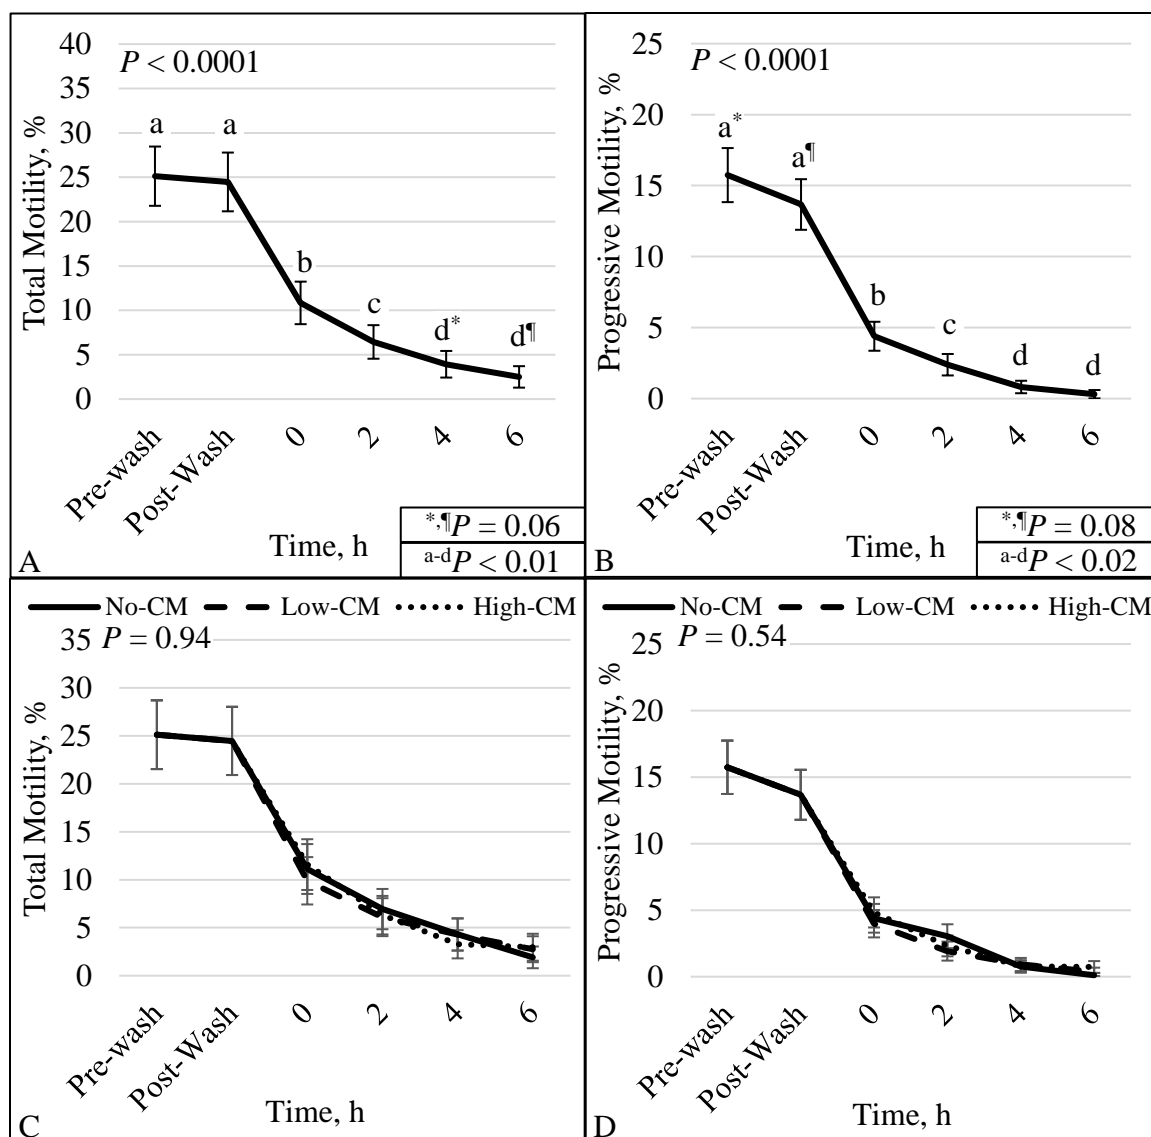 P < 0.0001
Total Motility, %
40
35
30
25
20
15
10
5
0
a
a
b
c
d*
d¶
Pre-wash
Post-Wash
0
2
4
6
Time, h
*,¶P = 0.06
a-dP < 0.01
A
P < 0.0001
Progressive Motility, %
25
20
15
10
5
0
a*
a¶
b
c
d
d
Pre-wash
Post-Wash
0
2
4
6
Time, h
*,¶P = 0.08
a-dP < 0.02
B
No-CM Low-CM High-CM
P = 0.94
Total Motility, %
35
30
25
20
15
10
5
0
Pre-wash
Post-Wash
0
2
4
6
Time, h
C
No-CM Low-CM High-CM
P = 0.54
Progressive Motility, %
25
20
15
10
5
0
Pre-wash
Post-Wash
0
2
4
6
Time, h
D